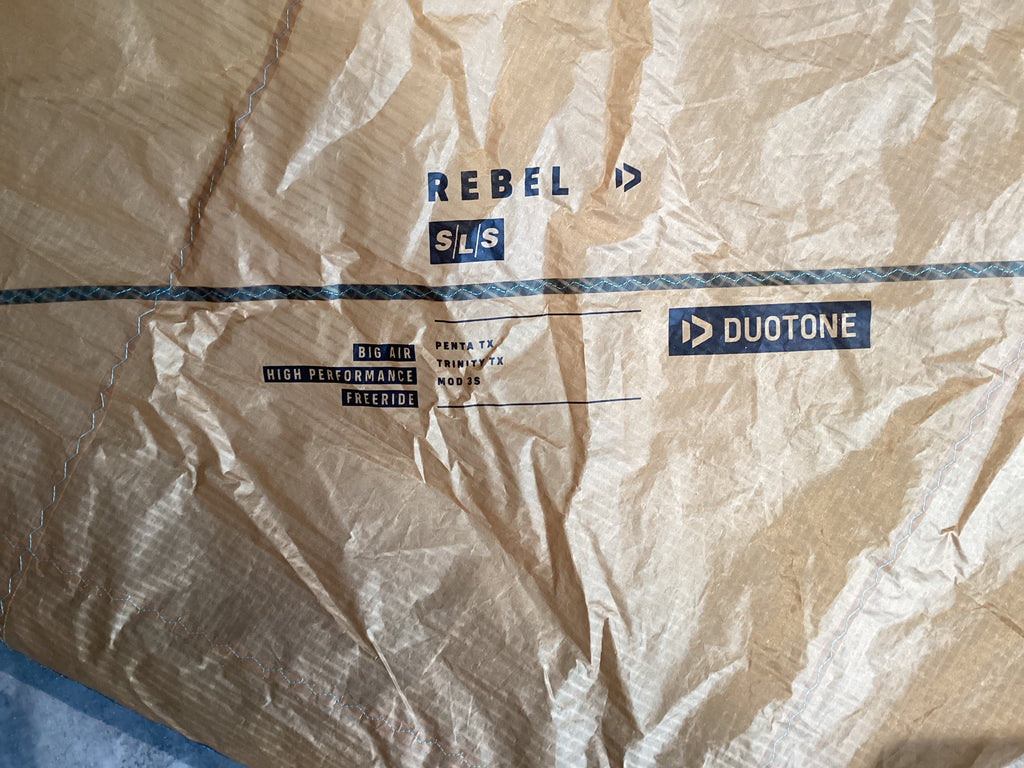 REBEL
S/L/S
DUOTONE
BIG AIR
HIGH PERFORMANCE
FREERIDE
PENTA TX
TRINITY TX
MOD 3S